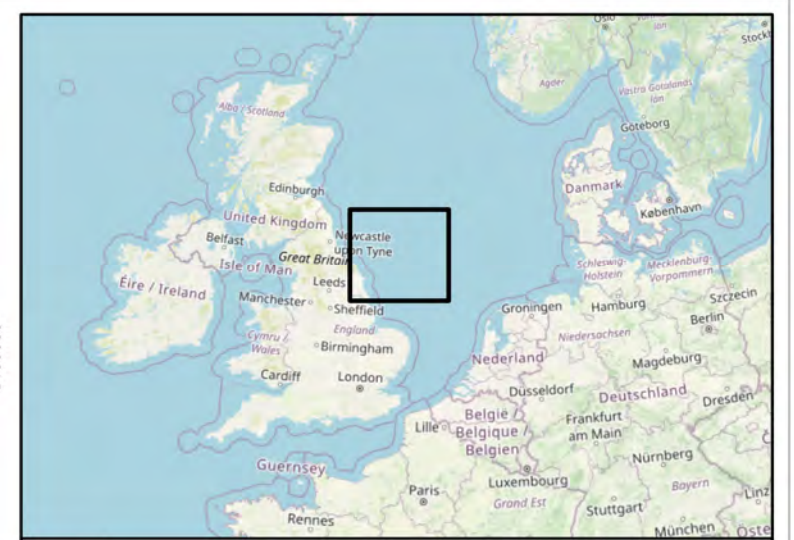 Oslo
län
Stock
Agder
Västra Götalands
län
Alba / Scotland
Göteborg
Edinburgh
Danmark
København
United Kingdom
Newcastle
upon Tyne
Belfast
Great Britain
Isle of Man
Schleswig-
Holstein
Mecklenburg-
Vorpommern
Éire / Ireland
Leeds
Manchester
Sheffield
Groningen
Hamburg
Szczecin
England
Berlin
Cymru /
Wales
Birmingham
Niedersachsen
Nederland
Magdeburg
Cardiff
London
Düsseldorf
Deutschland
Dresden
België /
Belgique /
Belgien
Lille
Frankfurt
am Main
Guernsey
Nürnberg
Luxembourg
Bayern
Paris
Grand Est
Linz
Rennes
Stuttgart
München
Öste